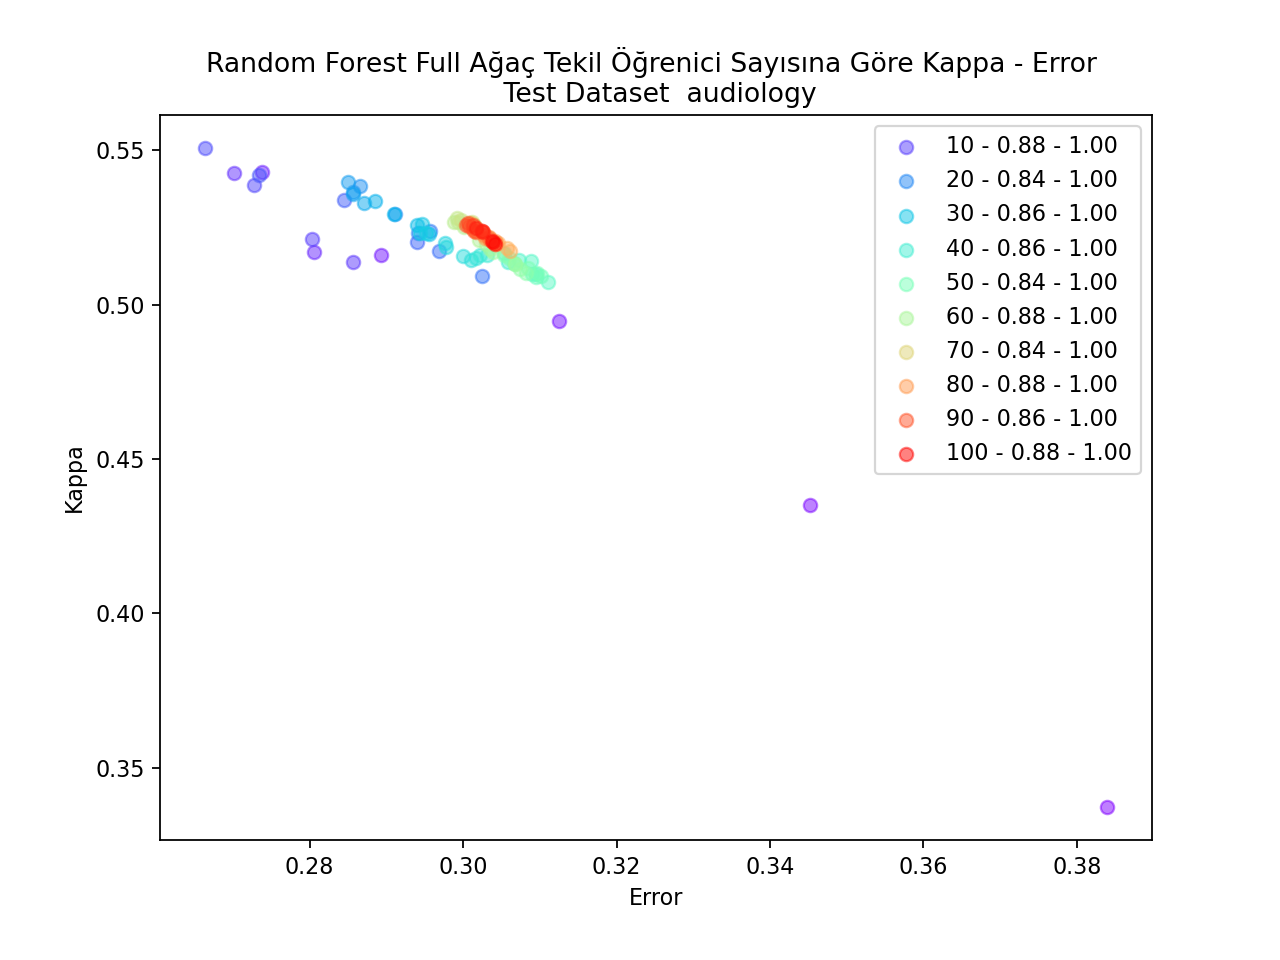 Random Forest Full Ağaç Tekil Öğrenici Sayısına Göre Kappa - Error
Test Dataset  audiology
10 - 0.88 - 1.00
20 - 0.84 - 1.00
30 - 0.86 - 1.00
40 - 0.86 - 1.00
50 - 0.84 - 1.00
60 - 0.88 - 1.00
70 - 0.84 - 1.00
80 - 0.88 - 1.00
90 - 0.86 - 1.00
100 - 0.88 - 1.00
Kappa
0.55
0.50
0.45
0.40
0.35
0.28 0.30 0.32 0.34 0.36 0.38
Error